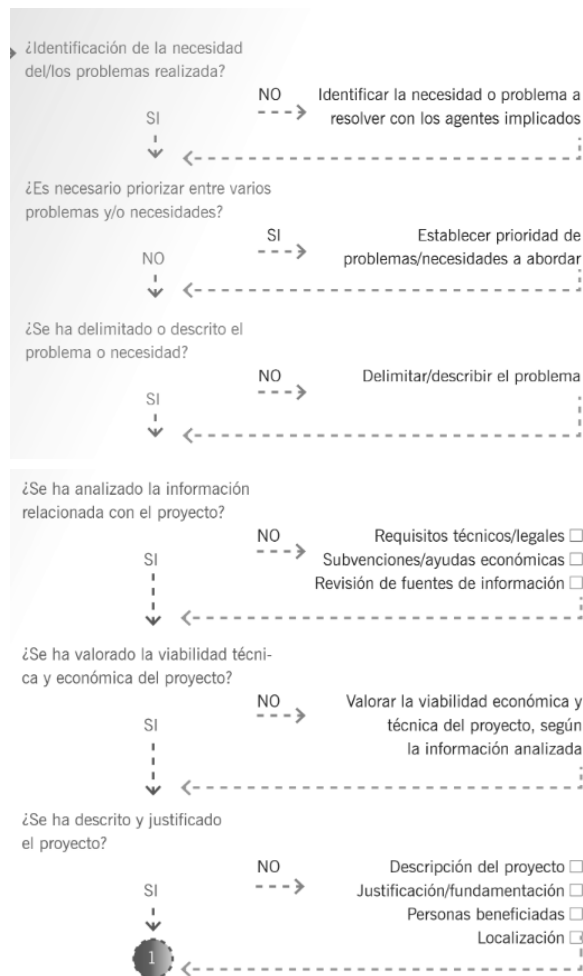 ¿Identificación de la necesidad
del/los problemas realizada?
NO
Identificar la necesidad o problema a
resolver con los agentes implicados
SI
¿Es necesario priorizar entre varios
problemas y/o necesidades?
SI
Establecer prioridad de
problemas/necesidades a abordar
NO
¿Se ha delimitado o descrito el
problema o necesidad?
NO
Delimitar/describir el problema
SI
¿Se ha analizado la información
relacionada con el proyecto?
NO
Requisitos técnicos/legales
Subvenciones/ayudas económicas
Revisión de fuentes de información
SI
¿Se ha valorado la viabilidad técni-
ca y económica del proyecto?
NO
Valorar la viabilidad económica y
técnica del proyecto, según
la información analizada
SI
¿Se ha descrito y justificado
el proyecto?
NO
Descripción del proyecto
Justificación/fundamentación
Personas beneficiadas
Localización
SI
1